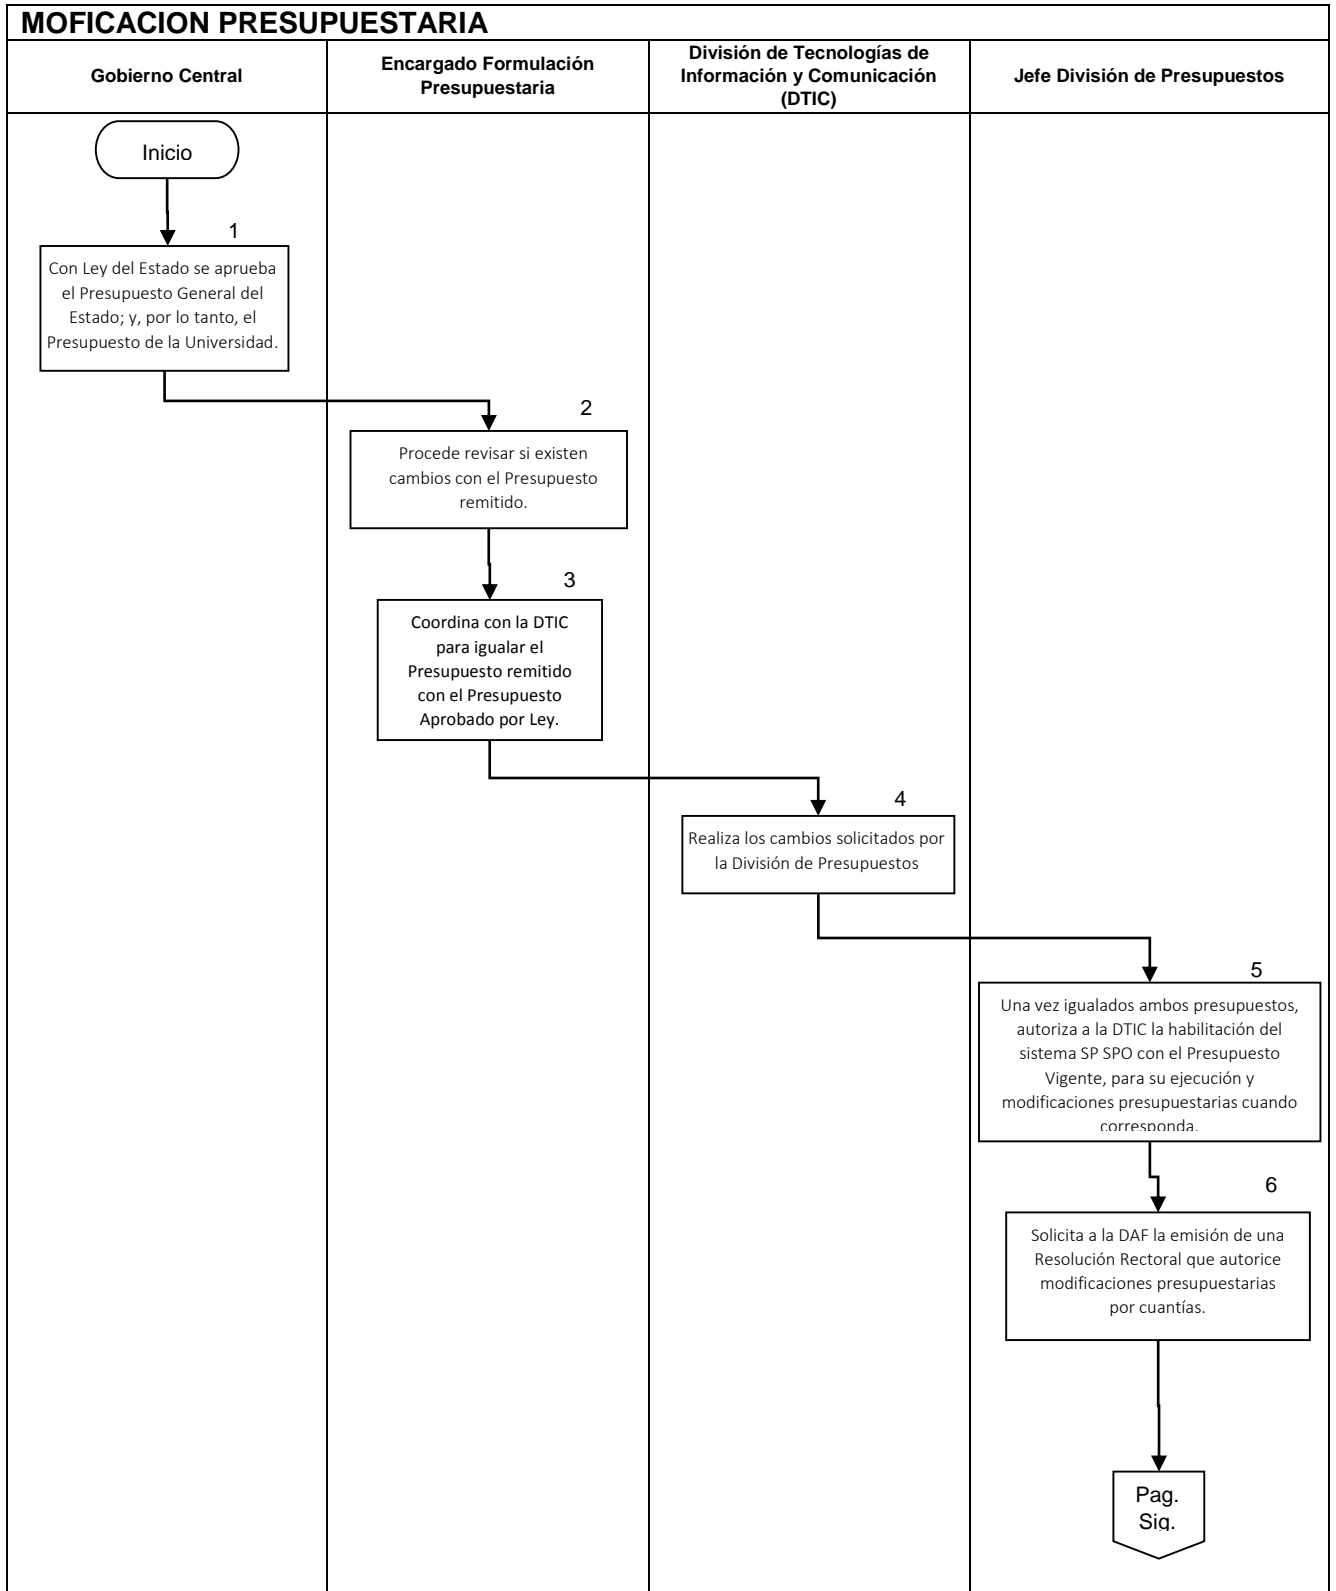 MOFICACION PRESUPUESTARIA
Gobierno Central
Encargado Formulación
Presupuestaria
División de Tecnologías de
Información y Comunicación
(DTIC)
Jefe División de Presupuestos
Inicio
1
Con Ley del Estado se aprueba
el Presupuesto General del
Estado; y, por lo tanto, el
Presupuesto de la Universidad.
2
Procede revisar si existen
cambios con el Presupuesto
remitido.
3
Coordina con la DTIC
para igualar el
Presupuesto remitido
con el Presupuesto
Aprobado por Ley.
4
Realiza los cambios solicitados por
la División de Presupuestos
5
Una vez igualados ambos presupuestos,
autoriza a la DTIC la habilitación del
sistema SP SPO con el Presupuesto
Vigente, para su ejecución y
modificaciones presupuestarias cuando
corresponda.
6
Solicita a la DAF la emisión de una
Resolución Rectoral que autorice
modificaciones presupuestarias
por cuantías.
Pag.
Sig.